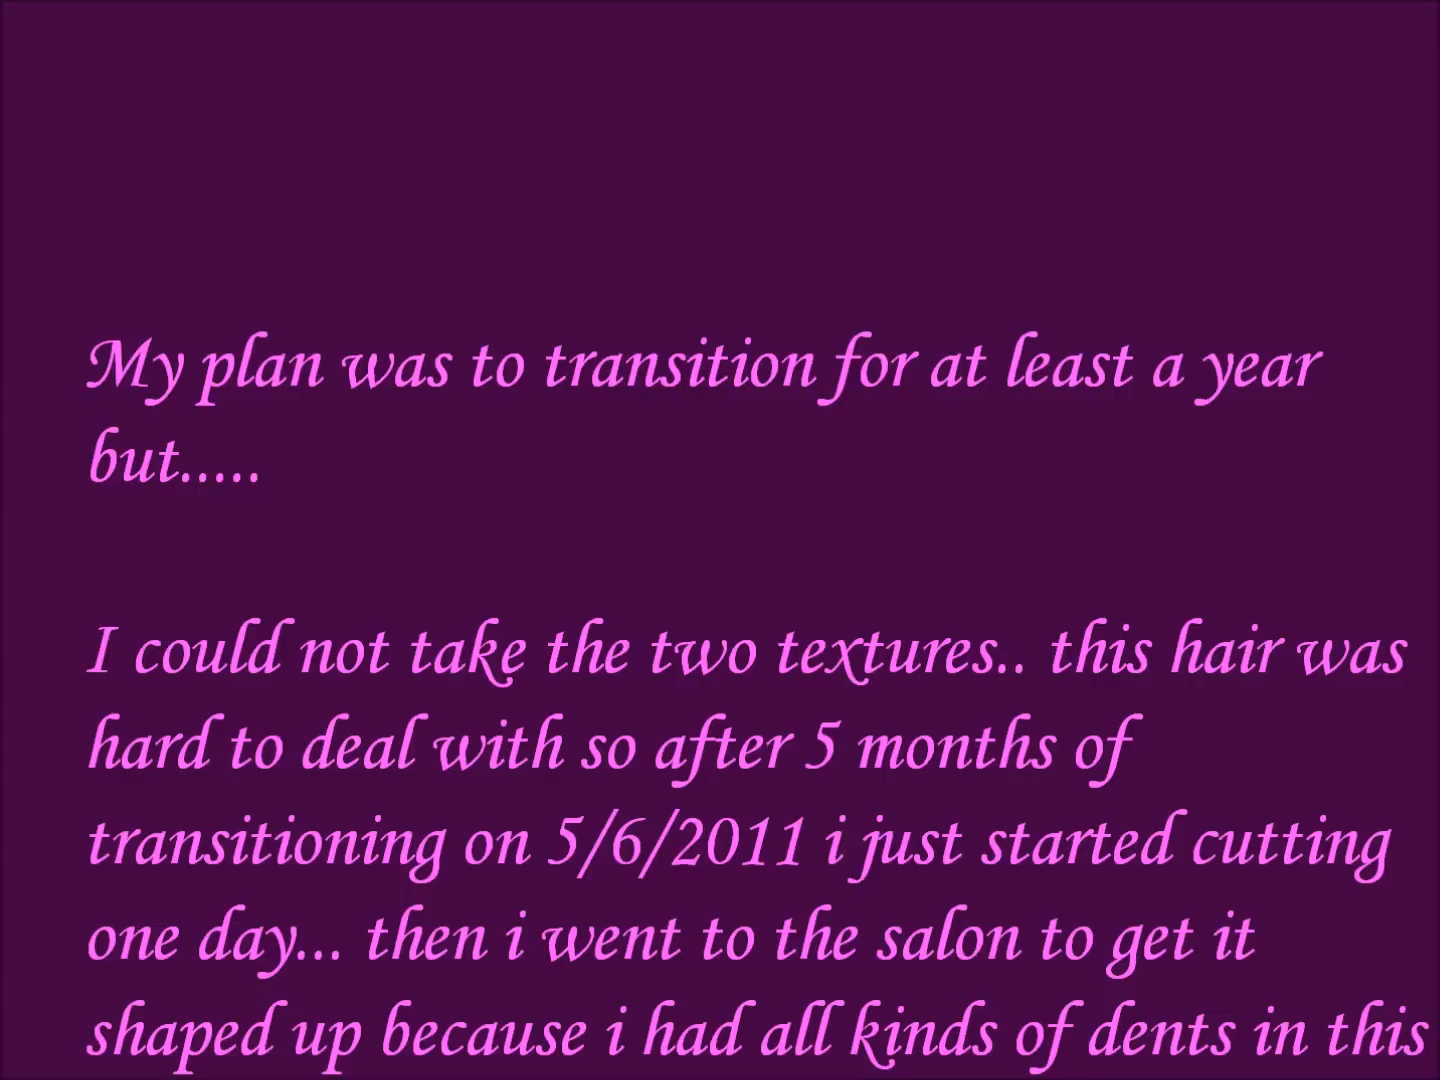 My plan was to transition for at least a year
but.....
I could not take the two textures.. this hair was
hard to deal with so after 5 months of
transitioning on 5/6/2011 i just started cutting
one day... then i went to the salon to get it
shaped up because i had all kinds of dents in this